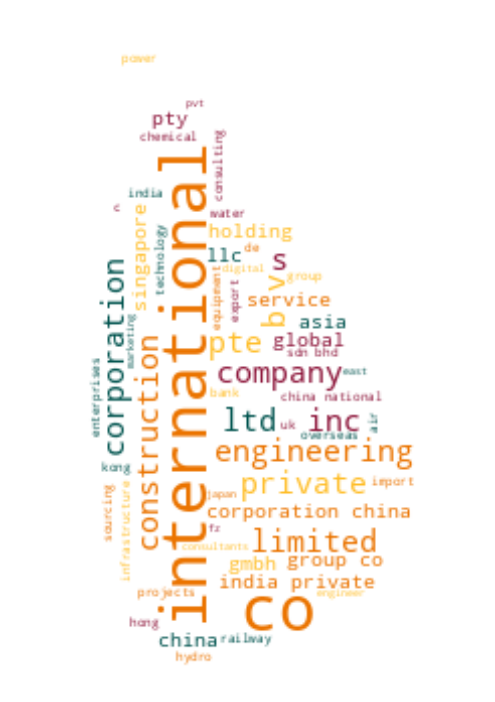 power
pvt
pty
chemical
consulting
international
india
c
singapore
water
technology
holding
de
llc
s
digital
group
corporation
equipment
export
v
service
b
asia
marketing
construction
pte
global
sdn bhd
enterprises
company
east
bank
china national
ltd
uk
inc
air
overseas
engineering
kong
infrastructure
private
import
sourcing
japan
corporation china
fz
limited
consultants
gmbh
group co
india private
projects
engineer
co
hong
china
railway
hydro